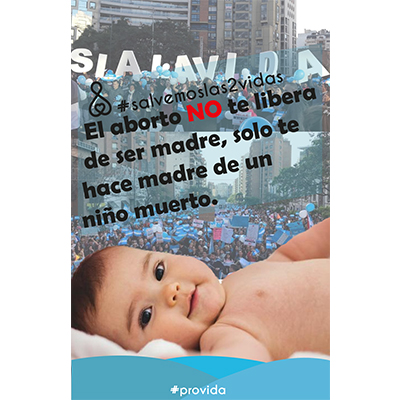 SI A LA VIDA
#salvemoslas2vidas
El aborto NO te libera
de ser madre, solo te
hace madre de un
niño muerto.
#provida